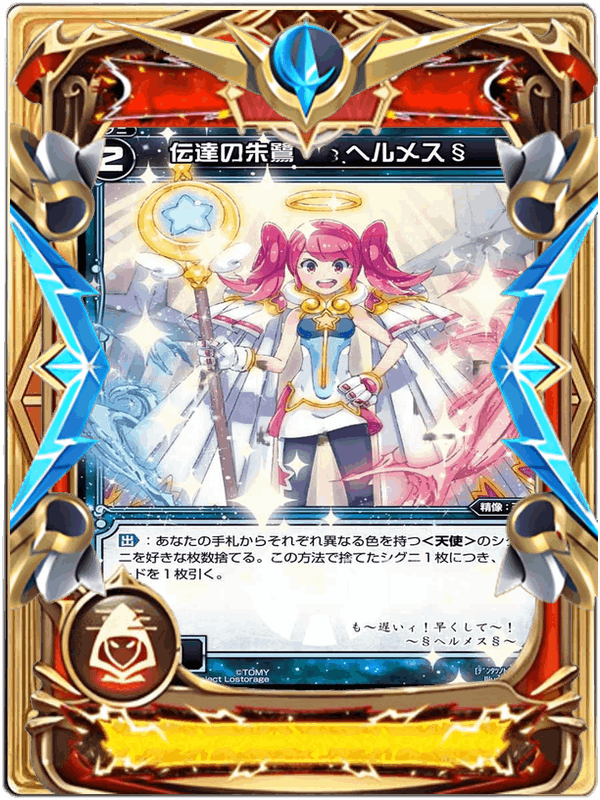 2
伝達の朱鷺 ヘルメス§
精像:
出:あなたの手札からそれぞれ異なる色を持つ<天使>のシグ
ニを好きな枚数捨てる。この方法で捨てたシグニ1枚につき、
ードを1枚引く。
も~遅いィ!早くして~!
~§ヘルメス§~
©TOMY
ject Lostorage